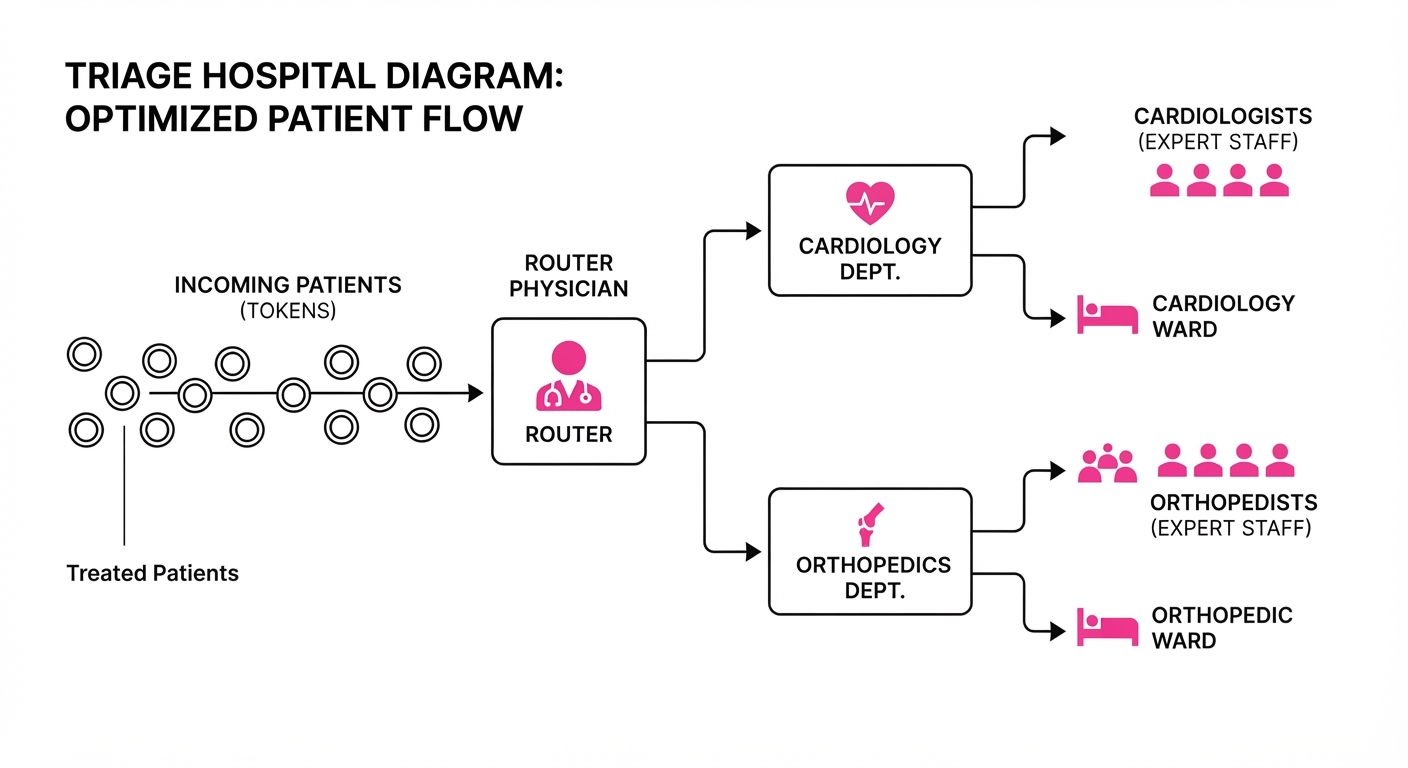 TRIAGE HOSPITAL DIAGRAM:
OPTIMIZED PATIENT FLOW
INCOMING PATIENTS
(TOKENS)
Treated Patients
ROUTER
PHYSICIAN
ROUTER
CARDIOLOGY
DEPT.
CARDIOLOGISTS
(EXPERT STAFF)
CARDIOLOGY
WARD
ORTHOPEDICS
DEPT.
ORTHOPEDISTS
(EXPERT STAFF)
ORTHOPEDIC
WARD